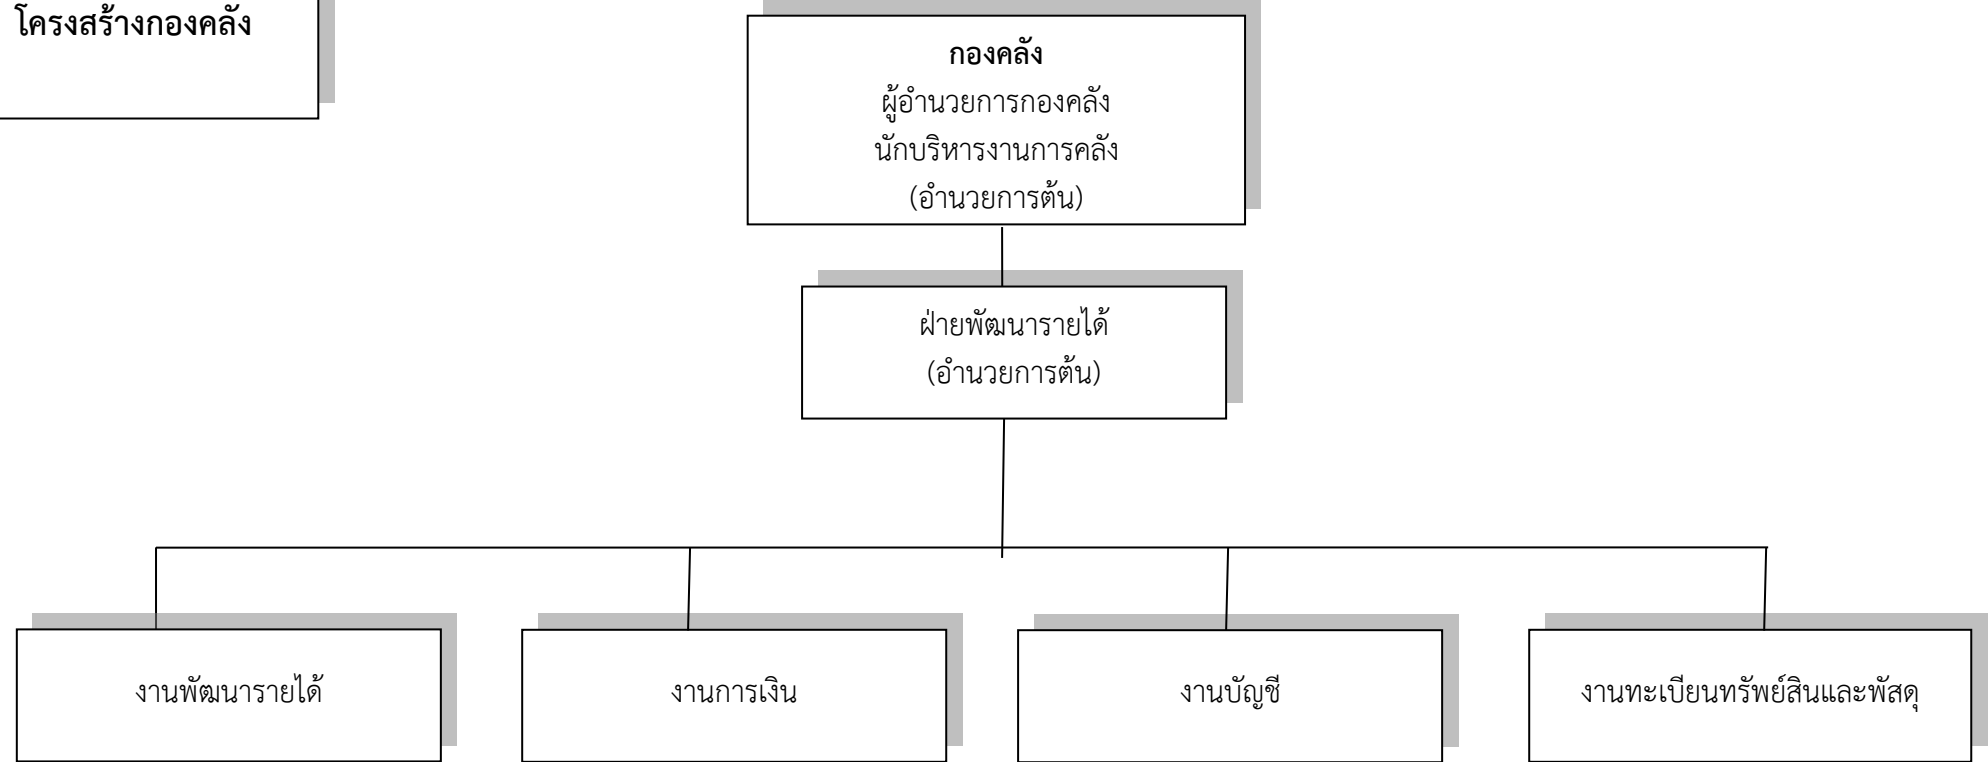 โครงสร้างกองคลัง
กองคลัง
ผู้อำนวยการกองคลัง
นักบริหารงานการคลัง
(อำนวยการต้น)
ฝ่ายพัฒนารายได้
(อำนวยการต้น)
งานพัฒนารายได้
งานการเงิน
งานบัญชี
งานทะเบียนทรัพย์สินและพัสดุ